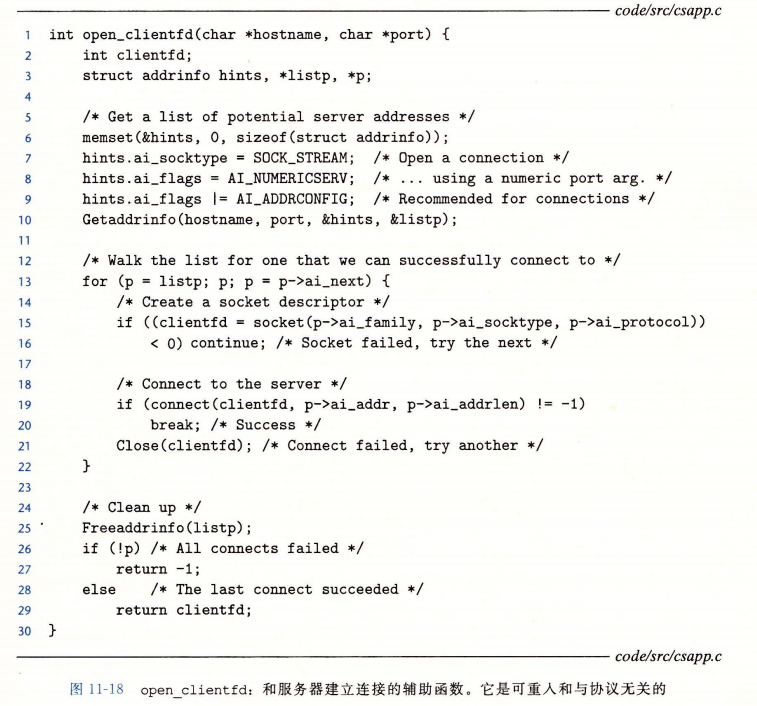 code/src/csapp.c
1 int open_clientfd(char *hostname, char *port) {
2     int clientfd;
3     struct addrinfo hints, *listp, *p;
4
5     /* Get a list of potential server addresses */
6     memset(&hints, 0, sizeof(struct addrinfo));
7     hints.ai_socktype = SOCK_STREAM;  /* Open a connection */
8     hints.ai_flags = AI_NUMERICSERV;  /* ... using a numeric port arg. */
9     hints.ai_flags |= AI_ADDRCONFIG;  /* Recommended for connections */
10     Getaddrinfo(hostname, port, &hints, &listp);
11
12     /* Walk the list for one that we can successfully connect to */
13     for (p = listp; p; p = p->ai_next) {
14         /* Create a socket descriptor */
15         if ((clientfd = socket(p->ai_family, p->ai_socktype, p->ai_protocol))
16             < 0) continue; /* Socket failed, try the next */
17
18         /* Connect to the server */
19         if (connect(clientfd, p->ai_addr, p->ai_addrlen) != -1)
20             break; /* Success */
21         Close(clientfd); /* Connect failed, try another */
22     }
23
24     /* Clean up */
25     Freeaddrinfo(listp);
26     if (!p) /* All connects failed */
27         return -1;
28     else    /* The last connect succeeded */
29         return clientfd;
30 }
code/src/csapp.c
图 11-18 open_clientfd: 和服务器建立连接的辅助函数。它是可重入和与协议无关的